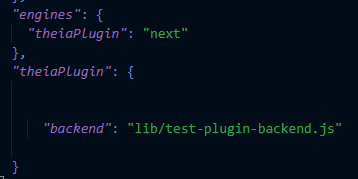 "engines": {
"theiaPlugin": "next"
},
"theiaPlugin": {
"backend": "lib/test-plugin-backend.js"
}